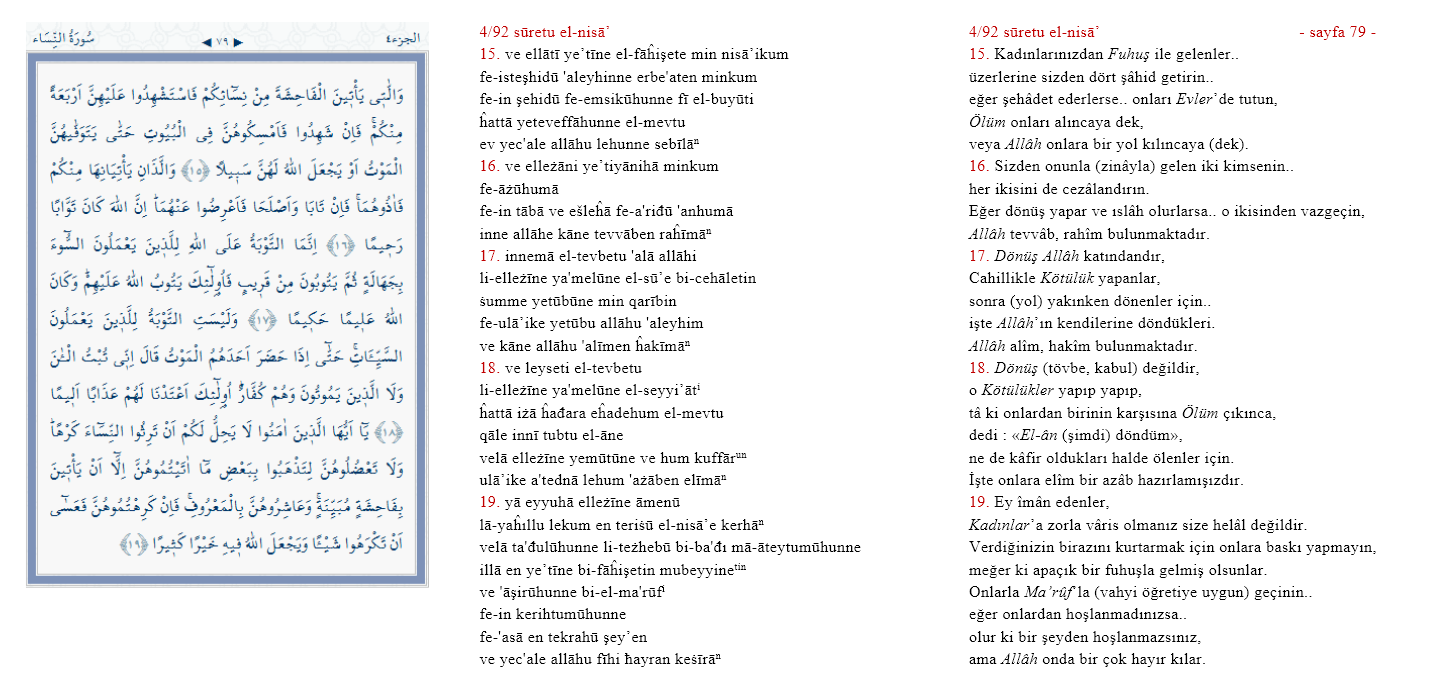 سُورَةُ النِّسَاء ◄ ٧٩ ► الجزء٤
وَالّٰت۪ي يَأْت۪ينَ الْفَاحِشَةَ مِنْ نِسَٓائِكُمْ فَاسْتَشْهِدُوا عَلَيْهِنَّ اَرْبَعَةً
مِنْكُمْۚ فَاِنْ شَهِدُوا فَاَمْسِكُوهُنَّ فِي الْبُيُوتِ حَتّٰى يَتَوَفّٰيهُنَّ
الْمَوْتُ اَوْ يَجْعَلَ اللّٰهُ لَهُنَّ سَب۪يلًا ﴿١٥﴾ وَالَّذَانِ يَأْتِيَانِهَا مِنْكُمْ
فَاٰذُوهُمَاۚ فَاِنْ تَابَا وَاَصْلَحَا فَاَعْرِضُوا عَنْهُمَاۜ اِنَّ اللّٰهَ كَانَ تَوَّابًا
رَح۪يمًا ﴿١٦﴾ اِنَّمَا التَّوْبَةُ عَلَى اللّٰهِ لِلَّذ۪ينَ يَعْمَلُونَ السُّٓوءَ
بِجَهَالَةٍ ثُمَّ يَتُوبُونَ مِنْ قَر۪يبٍ فَاُو۬لٰٓئِكَ يَتُوبُ اللّٰهُ عَلَيْهِمْۜ وَكَانَ
اللّٰهُ عَل۪يمًا حَك۪يمًا ﴿١٧﴾ وَلَيْسَتِ التَّوْبَةُ لِلَّذ۪ينَ يَعْمَلُونَ
السَّيِّـَٔاتِۚ حَتّٰٓى اِذَا حَضَرَ اَحَدَهُمُ الْمَوْتُ قَالَ اِنّ۪ي تُبْتُ الْـٰٔنَ
وَلَا الَّذ۪ينَ يَمُوتُونَ وَهُمْ كُفَّارٌۜ اُو۬لٰٓئِكَ اَعْتَدْنَا لَهُمْ عَذَابًا اَل۪يمًا
﴿١٨﴾ يَٓا اَيُّهَا الَّذ۪ينَ اٰمَنُوا لَا يَحِلُّ لَكُمْ اَنْ تَرِثُوا النِّسَٓاءَ كَرْهًاۜ
وَلَا تَعْضُلُوهُنَّ لِتَذْهَبُوا بِبَعْضِ مَٓا اٰتَيْتُمُوهُنَّ اِلَّٓا اَنْ يَأْت۪ينَ
بِفَاحِشَةٍ مُبَيِّنَةٍۚ وَعَاشِرُوهُنَّ بِالْمَعْرُوفِۚ فَاِنْ كَرِهْتُمُوهُنَّ فَعَسٰٓى
اَنْ تَكْرَهُوا شَيْـًٔا وَيَجْعَلَ اللّٰهُ ف۪يهِ خَيْرًا كَث۪يرًا ﴿١٩﴾
4/92 sūretu el-nisā’
15. ve ellātī ye’tīne el-fāĥişete min nisā’ikum
fe-isteşhidū 'aleyhinne erbe'aten minkum
fe-in şehidū fe-emsikūhunne fī el-buyūti
ĥattā yeteveffāhunne el-mevtu
ev yec'ale allāhu lehunne sebīlāⁿ
16. ve elleżāni ye’tiyānihā minkum
fe-āżūhumā
fe-in tābā ve ešleĥā fe-a'riđū 'anhumā
inne allāhe kāne tevvāben raĥīmāⁿ
17. innemā el-tevbetu 'alā allāhi
li-elleżīne ya'melūne el-sū’e bi-cehāletin
ṡumme yetūbūne min qarībin
fe-ulā’ike yetūbu allāhu 'aleyhim
ve kāne allāhu 'alīmen ĥakīmāⁿ
18. ve leyseti el-tevbetu
li-elleżīne ya'melūne el-seyyi’ātⁱ
ĥattā iżā ĥađara eĥadehum el-mevtu
qāle innī tubtu el-āne
velā elleżīne yemūtūne ve hum kuffārᵘⁿ
ulā’ike a'tednā lehum 'ażāben elīmāⁿ
19. yā eyyuhā elleżīne āmenū
lā-yaĥıllu lekum en teriṡū el-nisā’e kerhāⁿ
velā ta'đulūhunne li-teżhebū bi-ba'đı mā-āteytumūhunne
illā en ye’tīne bi-fāĥişetin mubeyyineᵗⁱⁿ
ve 'āşirūhunne bi-el-ma'rūfⁱ
fe-in kerihtumūhunne
fe-'asā en tekrahū şey’en
ve yec'ale allāhu fīhi ħayran keṡīrāⁿ
4/92 sūretu el-nisā’ - sayfa 79 -
15. Kadınlarınızdan Fuhuş ile gelenler..
üzerlerine sizden dört şâhid getirin..
eğer şehâdet ederlerse.. onları Evler’de tutun,
Ölüm onları alıncaya dek,
veya Allâh onlara bir yol kılıncaya (dek).
16. Sizden onunla (zinâyla) gelen iki kimsenin..
her ikisini de cezâlandırın.
Eğer dönüş yapar ve ıslâh olurlarsa.. o ikisinden vazgeçin,
Allâh tevvâb, rahîm bulunmaktadır.
17. Dönüş Allâh katındandır,
Cahillikle Kötülük yapanlar,
sonra (yol) yakınken dönenler için..
işte Allâh’ın kendilerine döndükleri.
Allâh alîm, hakîm bulunmaktadır.
18. Dönüş (tövbe, kabul) değildir,
o Kötülükler yapıp yapıp,
tâ ki onlardan birinin karşısına Ölüm çıkınca,
dedi : «El-ân (şimdi) döndüm»,
ne de kâfir oldukları halde ölenler için.
İşte onlara elîm bir azâb hazırlamışızdır.
19. Ey îmân edenler,
Kadınlar’a zorla vâris olmanız size helâl değildir.
Verdiğinizin birazını kurtarmak için onlara baskı yapmayın,
meğer ki apaçık bir fuhuşla gelmiş olsunlar.
Onlarla Ma’rûf’la (vahyi öğretiye uygun) geçinin..
eğer onlardan hoşlanmadınızsa..
olur ki bir şeyden hoşlanmazsınız,
ama Allâh onda bir çok hayır kılar.